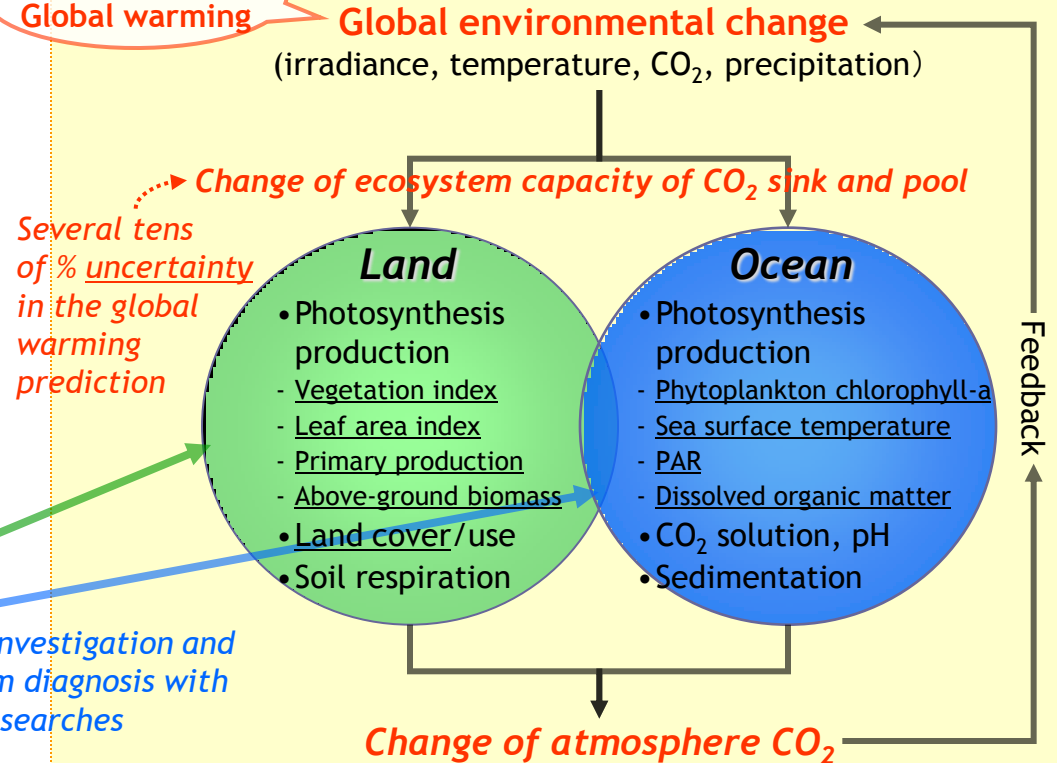 Global warming
Global environmental change
(irradiance, temperature, CO₂, precipitation）
Change of ecosystem capacity of CO₂ sink and pool
Several tens
of % uncertainty
in the global
warming
prediction
Land
•Photosynthesis
production
- Vegetation index
- Leaf area index
- Primary production
- Above-ground biomass
•Land cover/use
•Soil respiration
Ocean
•Photosynthesis
production
- Phytoplankton chlorophyll-a
- Sea surface temperature
- PAR
- Dissolved organic matter
•CO₂ solution, pH
•Sedimentation
Feedback
nvestigation and
diagnosis with
searches
Change of atmosphere CO₂